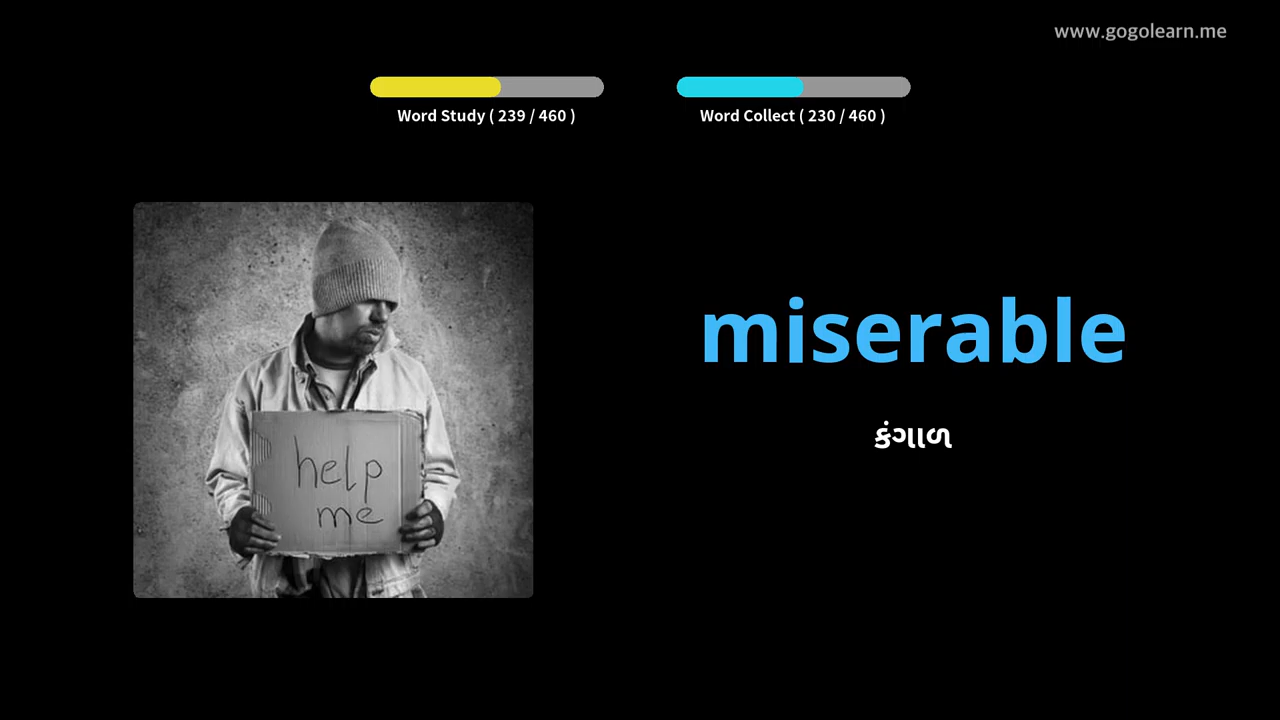 www.gogolearn.me
Word Study ( 239 / 460 )
Word Collect ( 230 / 460 )
help
me
miserable
કંગાળ